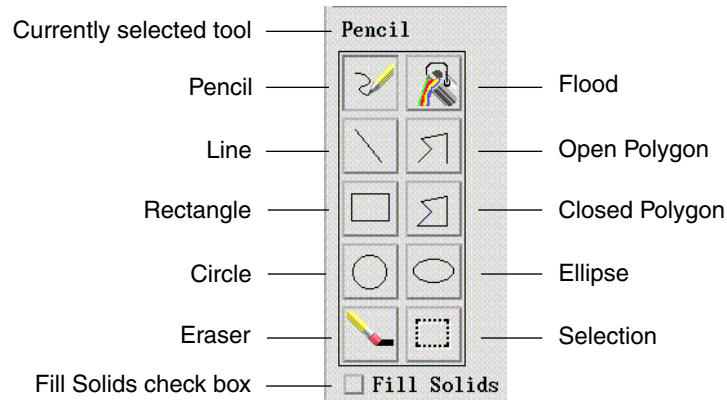 Currently selected tool Pencil
Pencil Flood
Line Open Polygon
Rectangle Closed Polygon
Circle Ellipse
Eraser Selection
Fill Solids check box Fill Solids